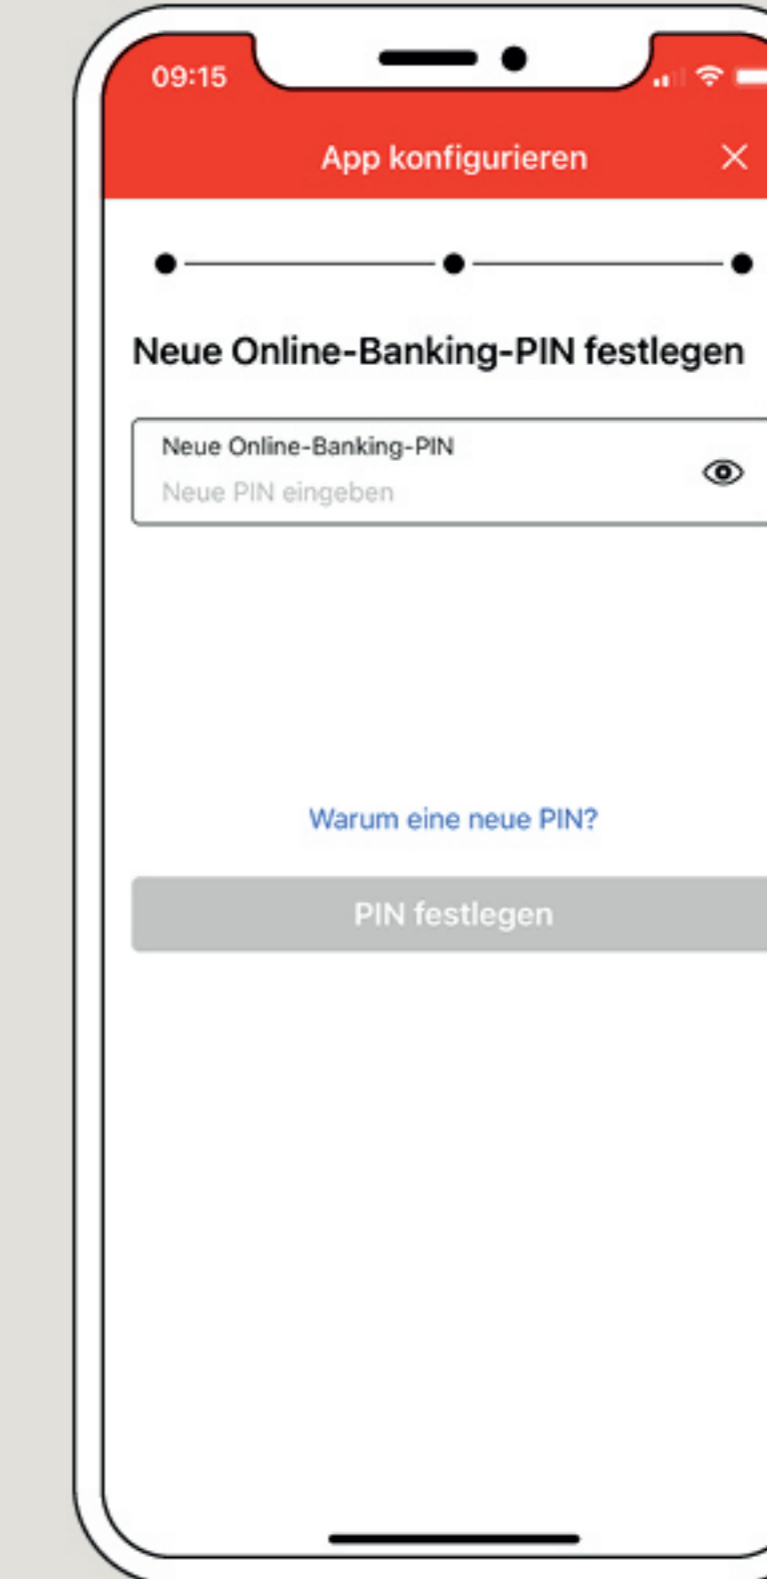 09:15
App konfigurieren
Neue Online-Banking-PIN festlegen
Neue Online-Banking-PIN
Neue PIN eingeben
Warum eine neue PIN?
PIN festlegen